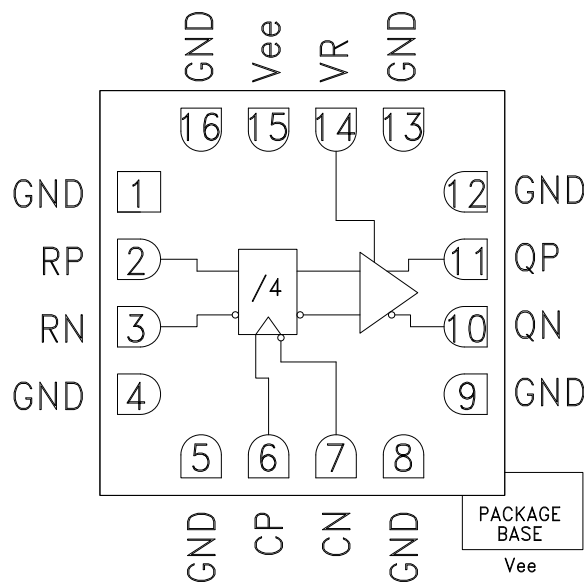 GND Vee VR GND
16 15 14 13
GND 1 12 GND
RP 2 11 QP
/4
RN 3 10 QN
GND 4 9 GND
5 6 7 8
GND CP CN GND
PACKAGE
BASE
Vee